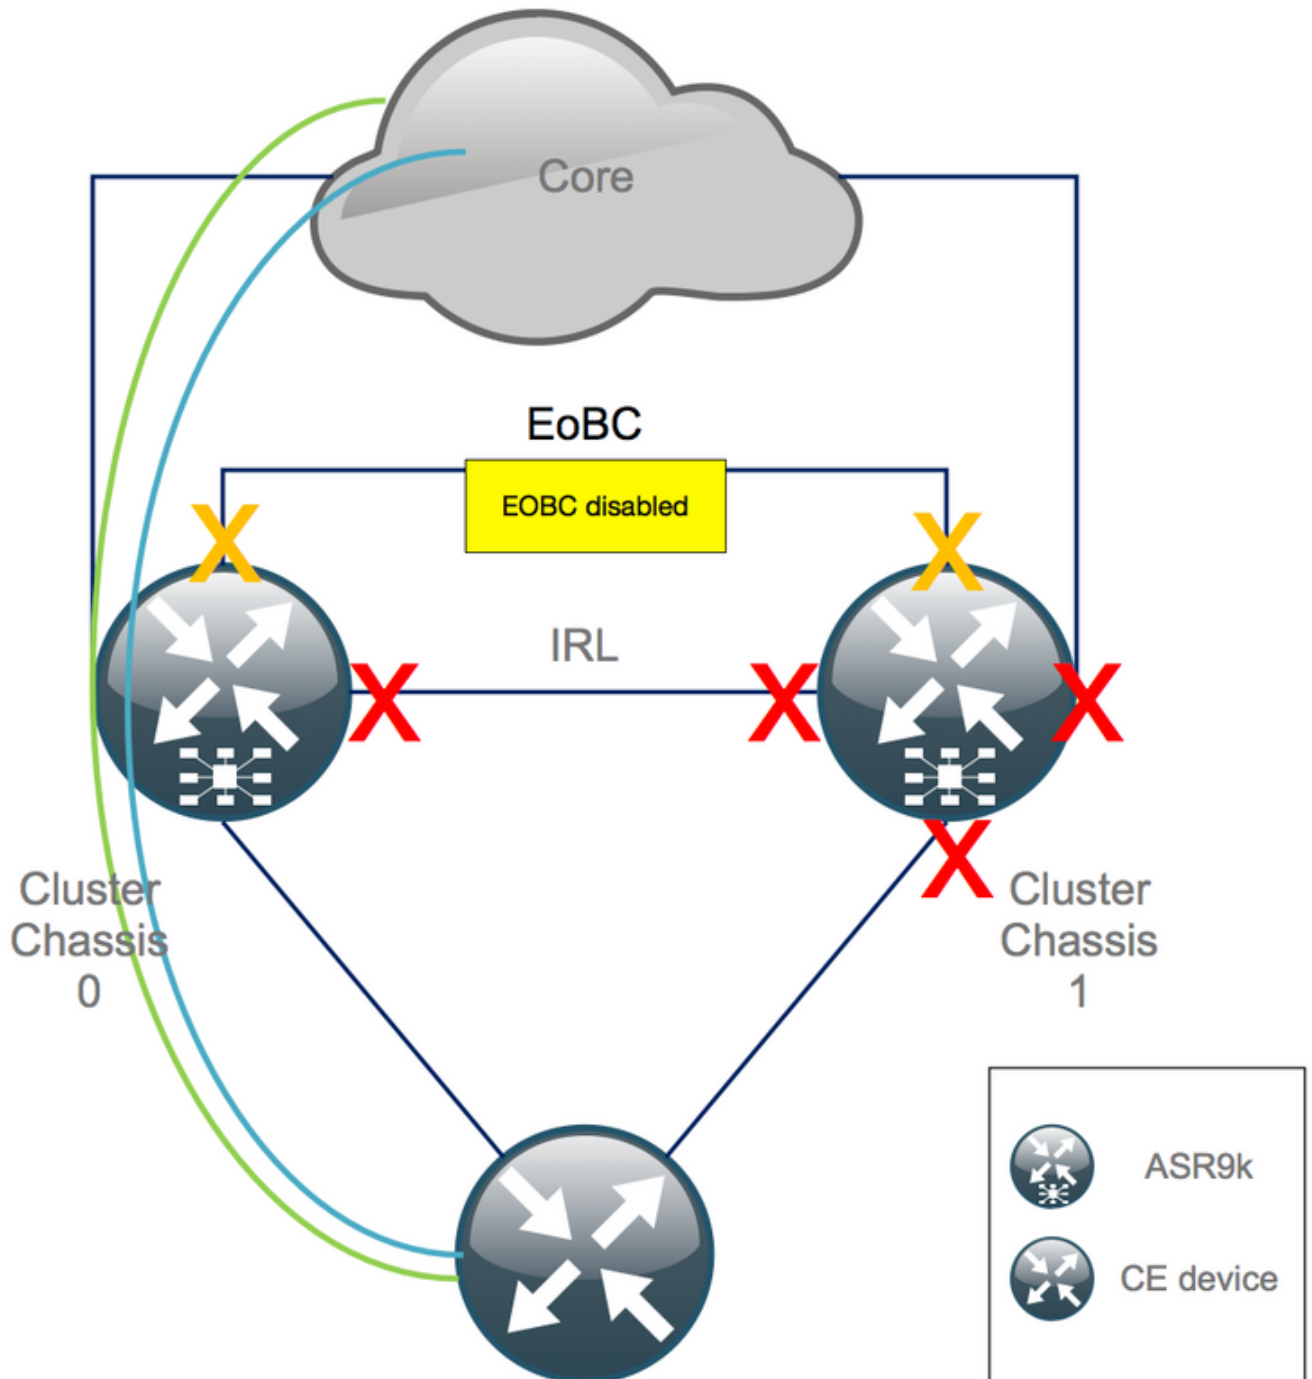 Core
EoBC
EOBC disabled
IRL
Cluster
Chassis
0
Cluster
Chassis
1
ASR9k
CE device